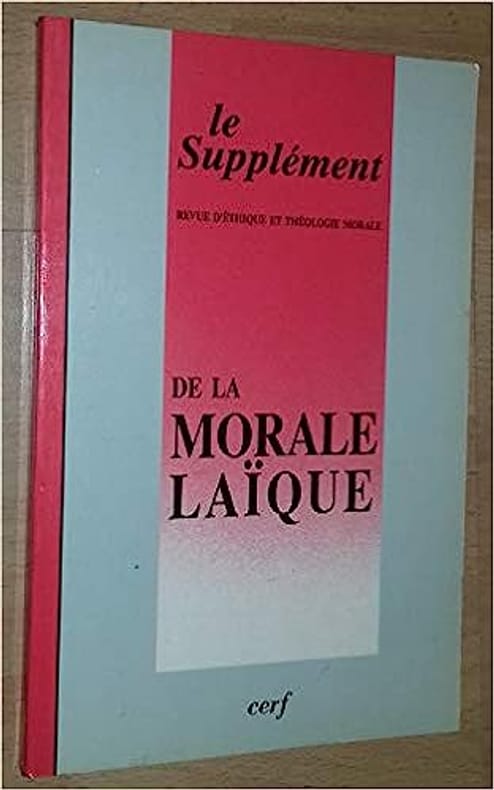 le
Supplément
REVUE D'ÉTHIQUE ET THÉOLOGIE MORALE
DE LA
MORALE
LAÏQUE
cerf